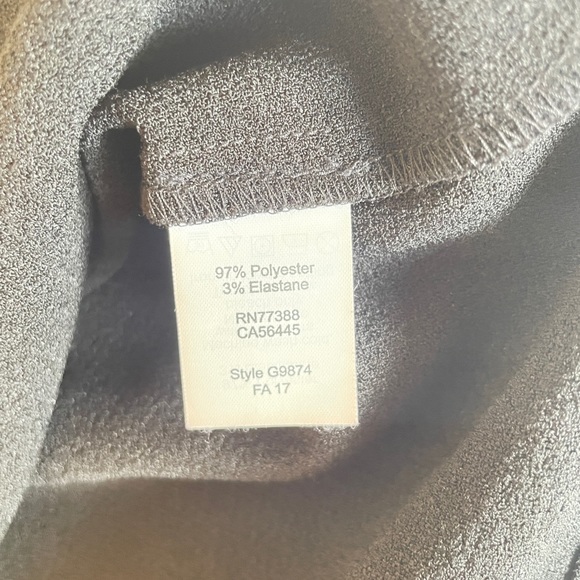 97% Polyester
3% Elastane
RN77388
CA56445
Style G9874
FA 17